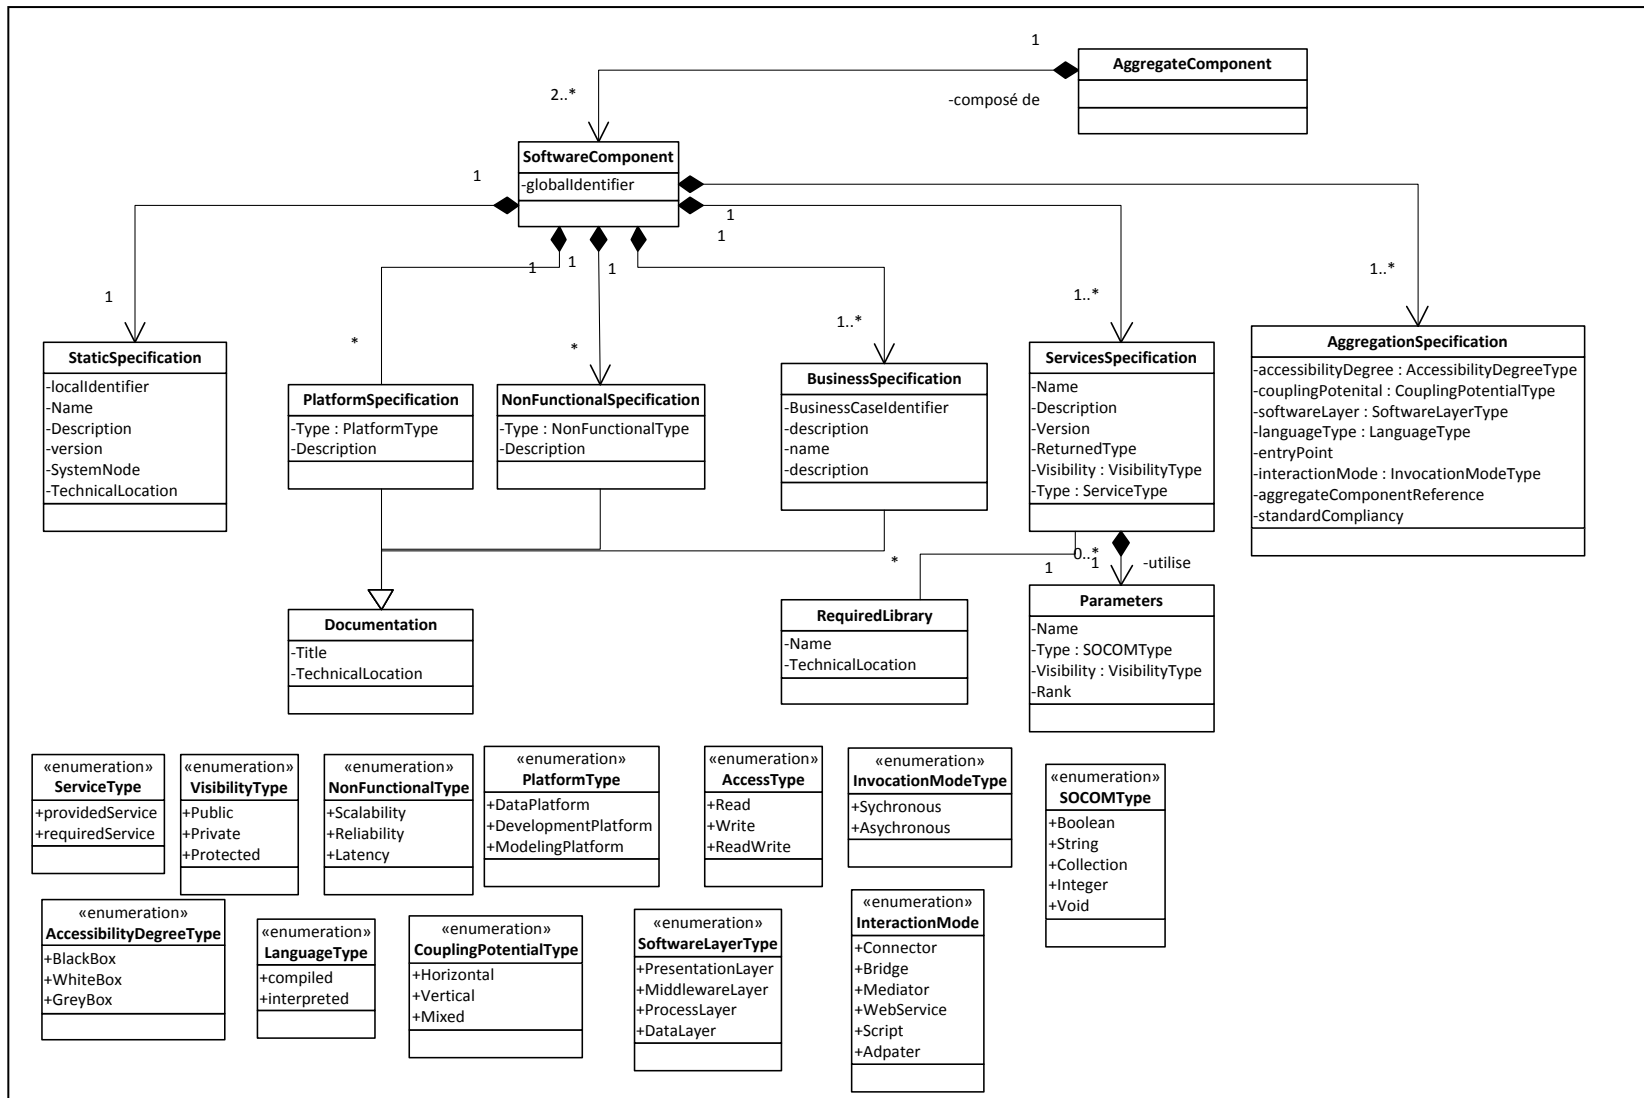 1
AggregateComponent
2..*
-composé de
SoftwareComponent
-globalIdentifier
1
1
1
1
1
1
1
1..*
1..*
1..*
*
*
StaticSpecification
-localIdentifier
-Name
-Description
-version
-SystemNode
-TechnicalLocation
PlatformSpecification
-Type : PlatformType
-Description
NonFunctionalSpecification
-Type : NonFunctionalType
-Description
BusinessSpecification
-BusinessCaseIdentifier
-description
-name
-description
ServicesSpecification
-Name
-Description
-Version
-ReturnedType
-Visibility : VisibilityType
-Type : ServiceType
AggregationSpecification
-accessibilityDegree : AccessibilityDegreeType
-couplingPotenital : CouplingPotentialType
-softwareLayer : SoftwareLayerType
-languageType : LanguageType
-entryPoint
-interactionMode : InvocationModeType
-aggregateComponentReference
-standardCompliancy
*
1
0..*
1
-utilise
Documentation
-Title
-TechnicalLocation
RequiredLibrary
-Name
-TechnicalLocation
Parameters
-Name
-Type : SOCOMType
-Visibility : VisibilityType
-Rank
«enumeration»
ServiceType
+providedService
+requiredService
«enumeration»
VisibilityType
+Public
+Private
+Protected
«enumeration»
NonFunctionalType
+Scalability
+Reliability
+Latency
«enumeration»
PlatformType
+DataPlatform
+DevelopmentPlatform
+ModelingPlatform
«enumeration»
AccessType
+Read
+Write
+ReadWrite
«enumeration»
InvocationModeType
+Sychronous
+Asychronous
«enumeration»
SOCOMType
+Boolean
+String
+Collection
+Integer
+Void
«enumeration»
AccessibilityDegreeType
+BlackBox
+WhiteBox
+GreyBox
«enumeration»
LanguageType
+compiled
+interpreted
«enumeration»
CouplingPotentialType
+Horizontal
+Vertical
+Mixed
«enumeration»
SoftwareLayerType
+PresentationLayer
+MiddlewareLayer
+ProcessLayer
+DataLayer
«enumeration»
InteractionMode
+Connector
+Bridge
+Mediator
+WebService
+Script
+Adpater